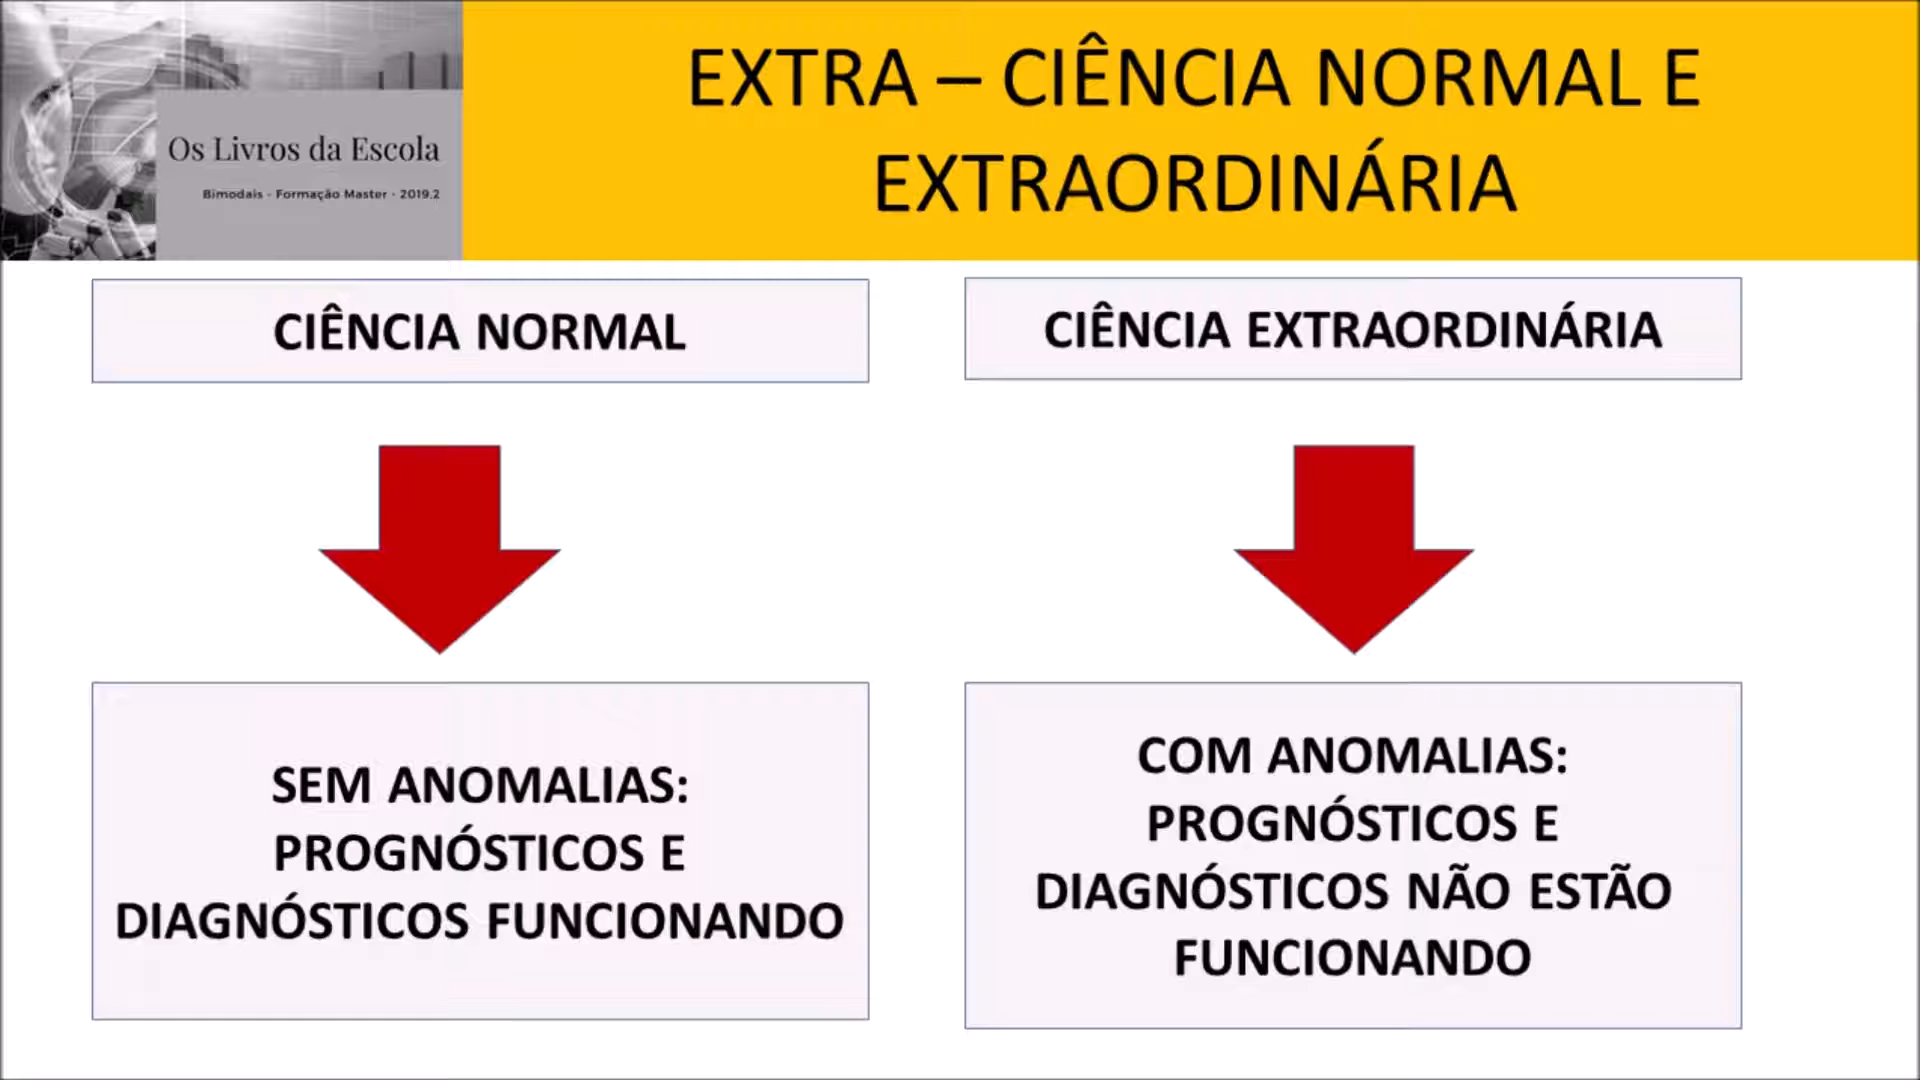 Os Livros da Escola
Bimodais - Formação Master - 2019.2
EXTRA – CIÊNCIA NORMAL E
EXTRAORDINÁRIA
CIÊNCIA NORMAL
CIÊNCIA EXTRAORDINÁRIA
SEM ANOMALIAS:
PROGNÓSTICOS E
DIAGNÓSTICOS FUNCIONANDO
COM ANOMALIAS:
PROGNÓSTICOS E
DIAGNÓSTICOS NÃO ESTÃO
FUNCIONANDO